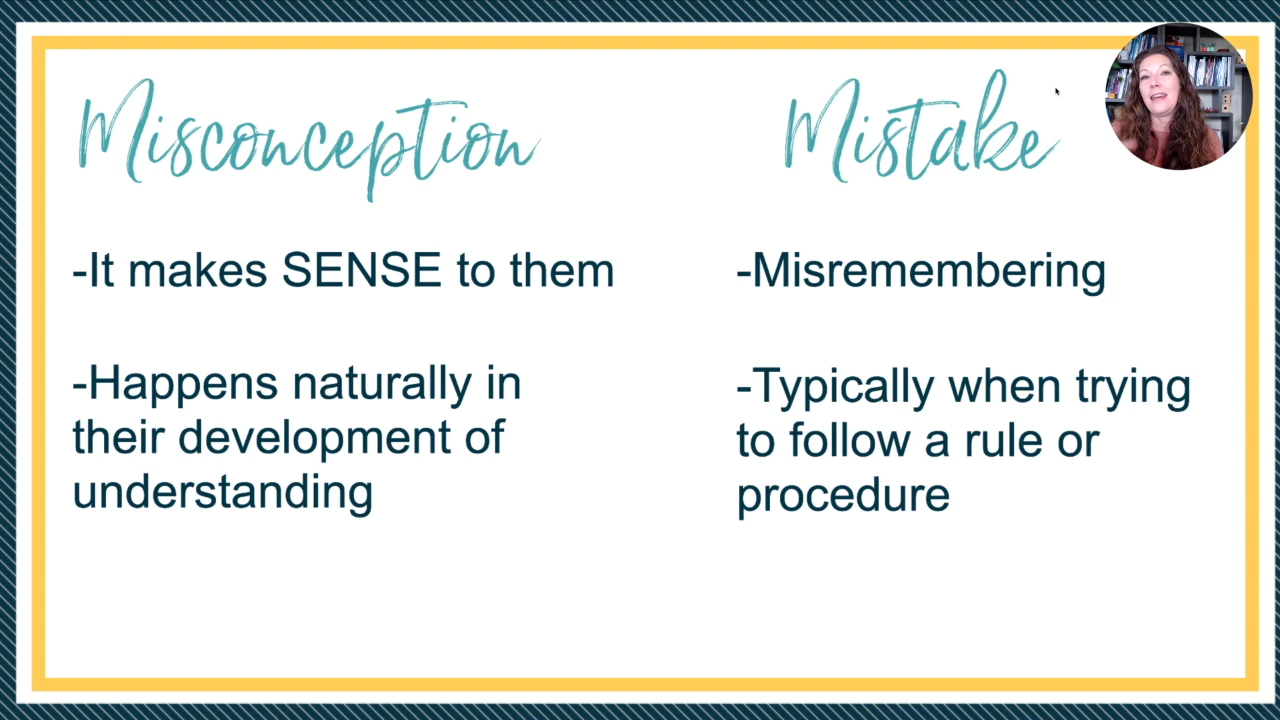 Misconception
-It makes SENSE to them
-Happens naturally in
their development of
understanding
Mistake
-Misremembering
-Typically when trying
to follow a rule or
procedure